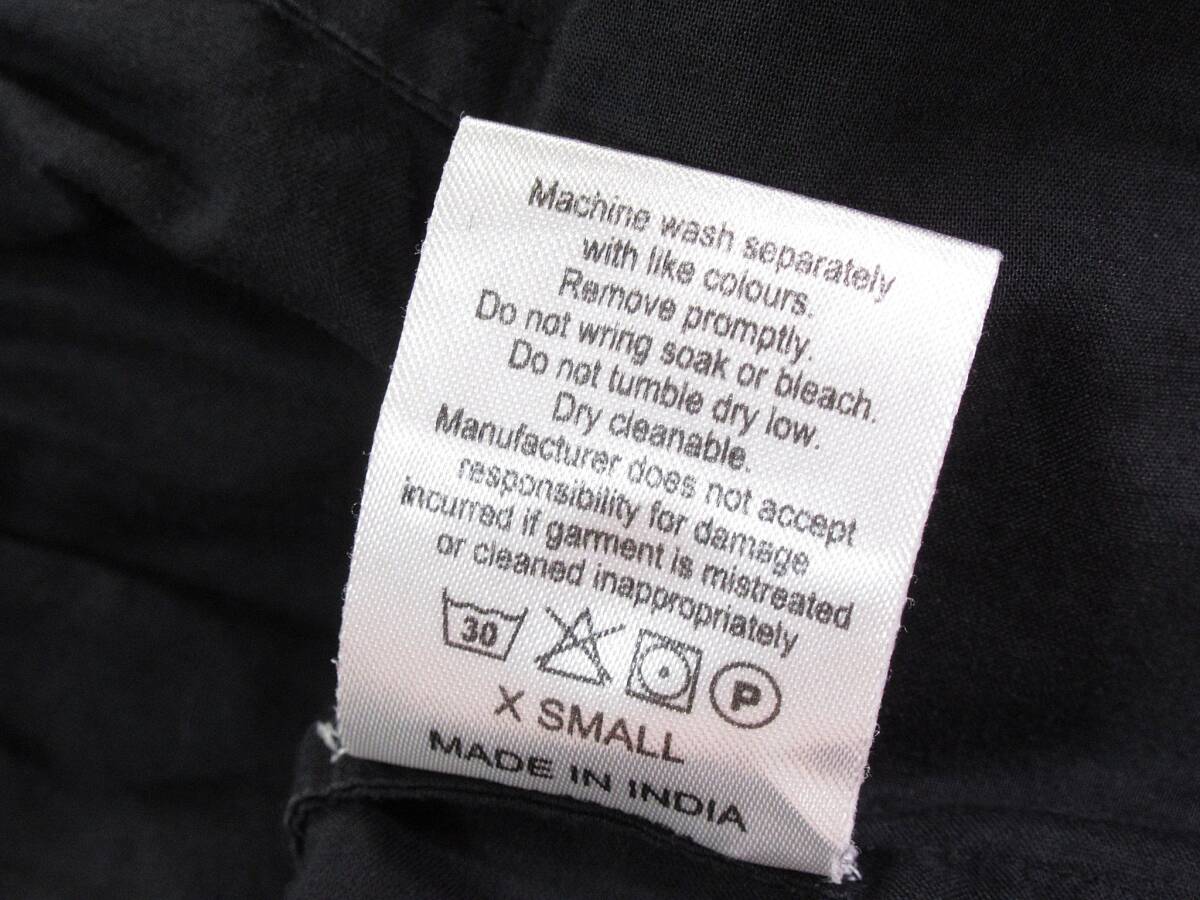 Machine wash separately
with like colours.
Remove promptly.
Do not wring soak or bleach.
Do not tumble dry low.
Dry cleanable.
Manufacturer does not accept
responsibility for damage
incurred if garment is mistreated
or cleaned inappropriately
30 P
X SMALL
MADE IN INDIA